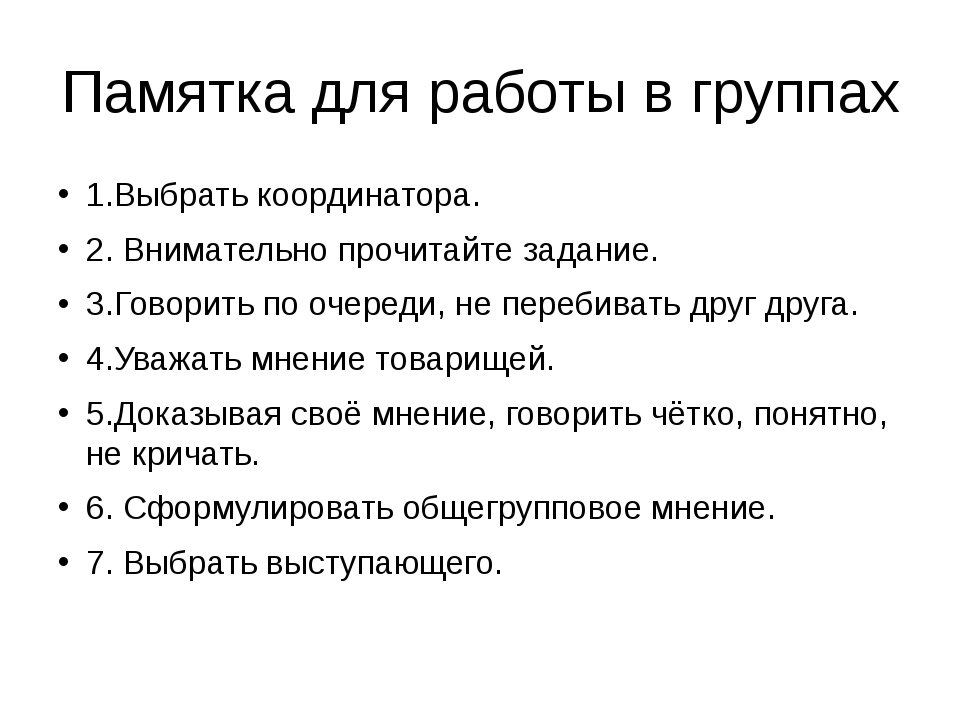 Памятка для работы в группах
• 1.Выбрать координатора.
• 2. Внимательно прочитайте задание.
• 3.Говорить по очереди, не перебивать друг друга.
• 4.Уважать мнение товарищей.
• 5.Доказывая своё мнение, говорить чётко, понятно,
не кричать.
• 6. Сформулировать общегрупповое мнение.
• 7. Выбрать выступающего.